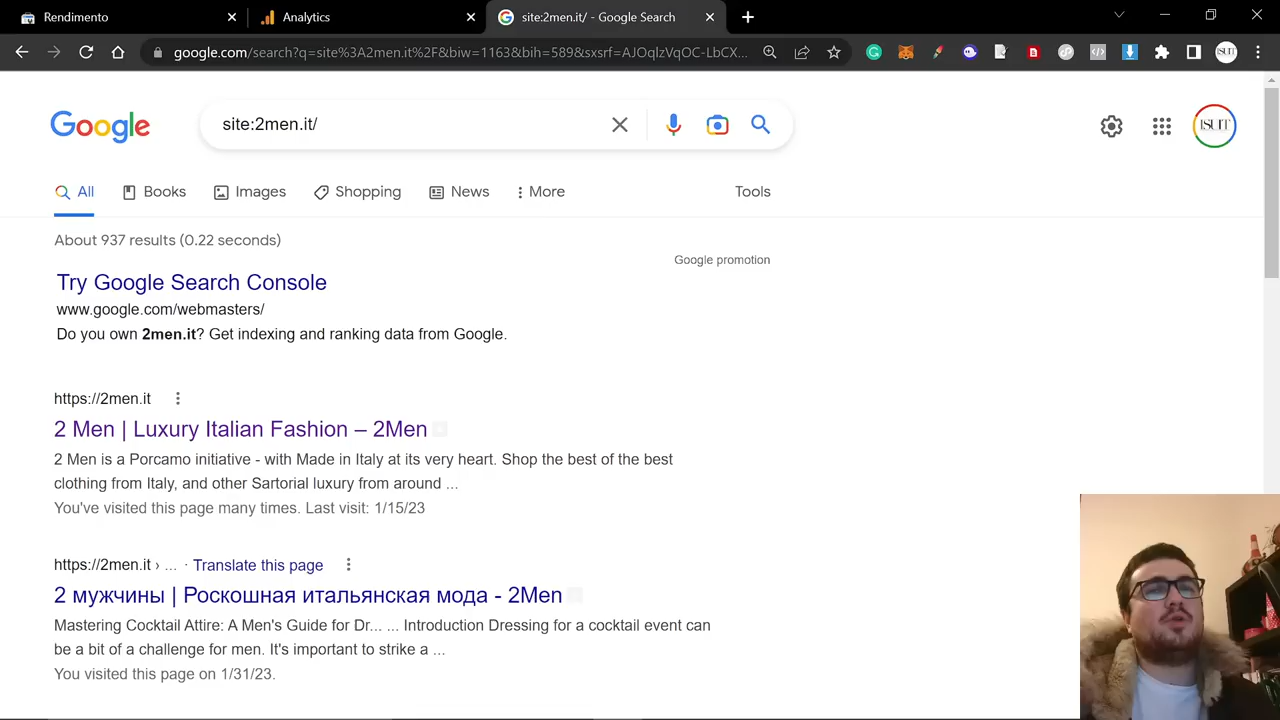 Rendimento
Analytics
site:2men.it/ - Google Search
google.com/search?q=site%3A2men.it%2F&biw=1163&bih=589&sxsrf=AJOqlzVqOC-LbCX...
Google
site:2men.it/
ISUIT
All
Books
Images
Shopping
News
More
Tools
About 937 results (0.22 seconds)
Google promotion
Try Google Search Console
www.google.com/webmasters/
Do you own 2men.it? Get indexing and ranking data from Google.
https://2men.it
2 Men | Luxury Italian Fashion – 2Men
2 Men is a Porcamo initiative - with Made in Italy at its very heart. Shop the best of the best
clothing from Italy, and other Sartorial luxury from around ...
You've visited this page many times. Last visit: 1/15/23
https://2men.it › ... · Translate this page
2 мужчины | Роскошная итальянская мода - 2Men
Mastering Cocktail Attire: A Men's Guide for Dr... ... Introduction Dressing for a cocktail event can
be a bit of a challenge for men. It's important to strike a ...
You visited this page on 1/31/23.